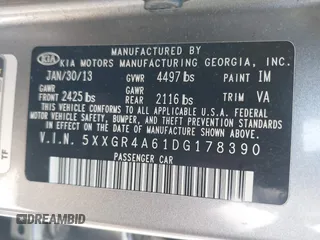 MANUFACTURED BY
KIA KIA MOTORS MANUFACTURING GEORGIA, INC.
JAN/30/13 GVWR 4497 lbs PAINT IM
GAWR GAWR
FRONT 2425 lbs REAR 2116 lbs TRIM VA
THIS VEHICLE CONFORMS TO ALL APPLICABLE U.S. FEDERAL
MOTOR VEHICLE SAFETY, BUMPER, AND THEFT PREVENTION
STANDARDS IN EFFECT ON THE DATE OF MANUFACTURE SHOWN ABOVE.
V.I.N. 5XXGR4A61DG178390
PASSENGER CAR
TF
DREAMBID